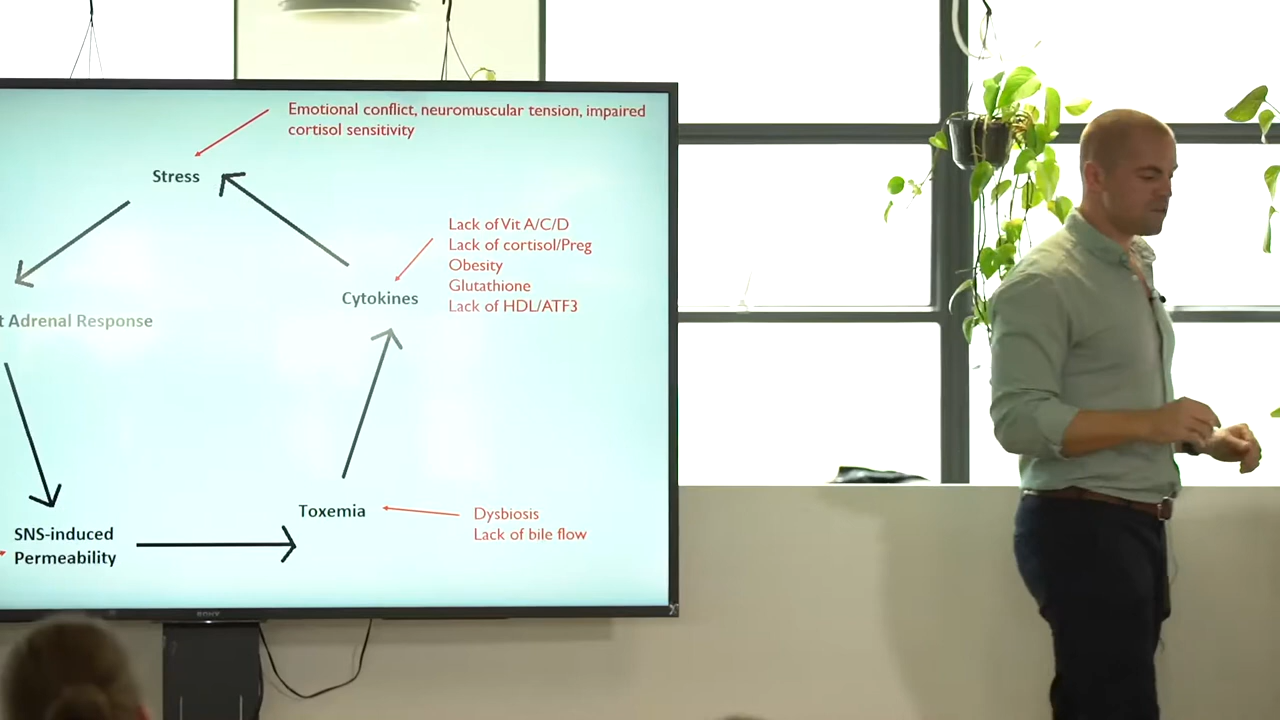 Emotional conflict, neuromuscular tension, impaired
cortisol sensitivity
Stress
Lack of Vit A/C/D
Lack of cortisol/Preg
Obesity
Glutathione
Lack of HDL/ATF3
Cytokines
t Adrenal Response
Toxemia
Dysbiosis
Lack of bile flow
SNS-induced
Permeability
SONY